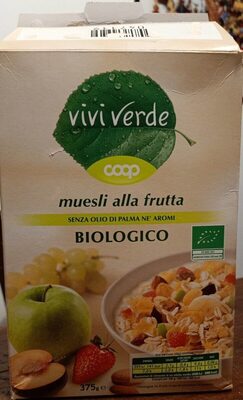 vivi verde
coop
muesli alla frutta
SENZA OLIO DI PALMA NE' AROMI
BIOLOGICO
375g